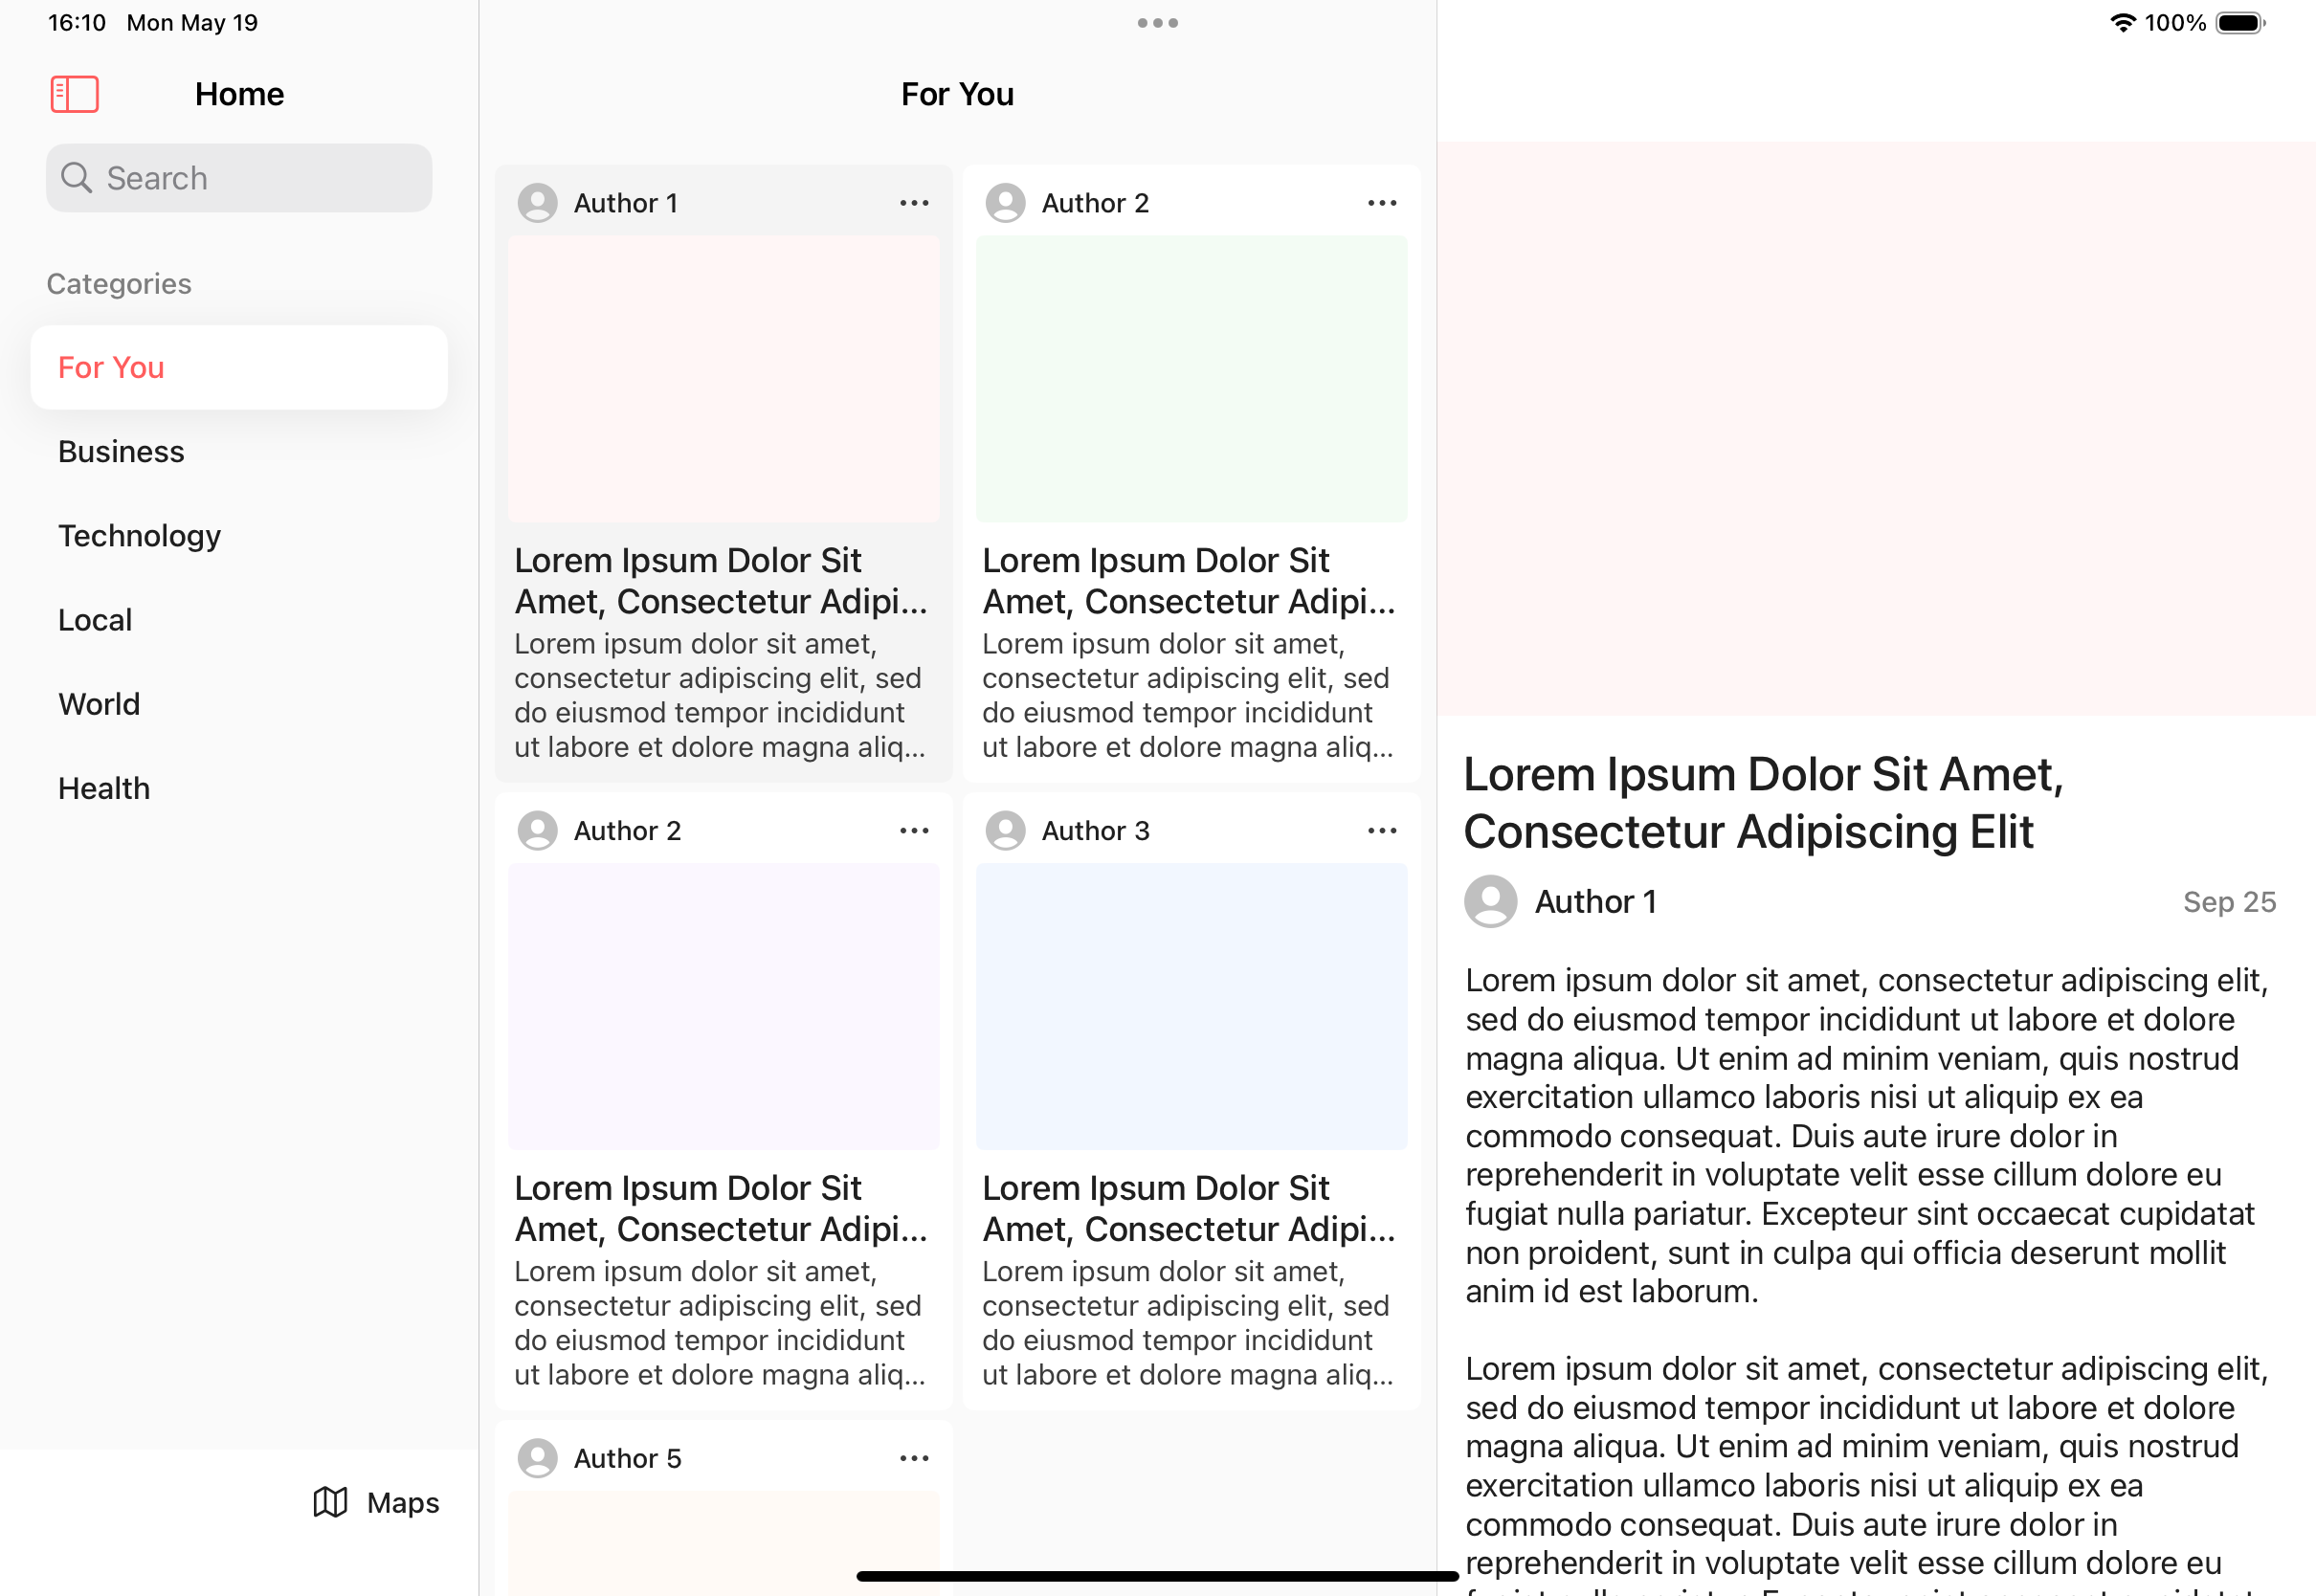 16:10 Mon May 19
100%
Home
Search
Categories
For You
Business
Technology
Local
World
Health
Maps
For You
Author 1
Lorem Ipsum Dolor Sit
Amet, Consectetur Adipi...
Lorem ipsum dolor sit amet,
consectetur adipiscing elit, sed
do eiusmod tempor incididunt
ut labore et dolore magna aliq...
Author 2
Lorem Ipsum Dolor Sit
Amet, Consectetur Adipi...
Lorem ipsum dolor sit amet,
consectetur adipiscing elit, sed
do eiusmod tempor incididunt
ut labore et dolore magna aliq...
Author 2
Lorem Ipsum Dolor Sit
Amet, Consectetur Adipi...
Lorem ipsum dolor sit amet,
consectetur adipiscing elit, sed
do eiusmod tempor incididunt
ut labore et dolore magna aliq...
Author 3
Lorem Ipsum Dolor Sit
Amet, Consectetur Adipi...
Lorem ipsum dolor sit amet,
consectetur adipiscing elit, sed
do eiusmod tempor incididunt
ut labore et dolore magna aliq...
Author 5
Lorem Ipsum Dolor Sit Amet,
Consectetur Adipiscing Elit
Author 1
Sep 25
Lorem ipsum dolor sit amet, consectetur adipiscing elit,
sed do eiusmod tempor incididunt ut labore et dolore
magna aliqua. Ut enim ad minim veniam, quis nostrud
exercitation ullamco laboris nisi ut aliquip ex ea
commodo consequat. Duis aute irure dolor in
reprehenderit in voluptate velit esse cillum dolore eu
fugiat nulla pariatur. Excepteur sint occaecat cupidatat
non proident, sunt in culpa qui officia deserunt mollit
anim id est laborum.
Lorem ipsum dolor sit amet, consectetur adipiscing elit,
sed do eiusmod tempor incididunt ut labore et dolore
magna aliqua. Ut enim ad minim veniam, quis nostrud
exercitation ullamco laboris nisi ut aliquip ex ea
commodo consequat. Duis aute irure dolor in
reprehenderit in voluptate velit esse cillum dolore eu